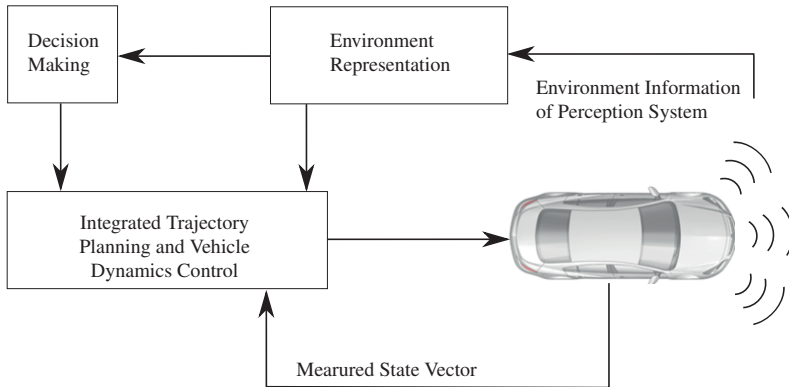 Decision
Making
Environment
Representation
Environment Information
of Perception System
Integrated Trajectory
Planning and Vehicle
Dynamics Control
Mearured State Vector